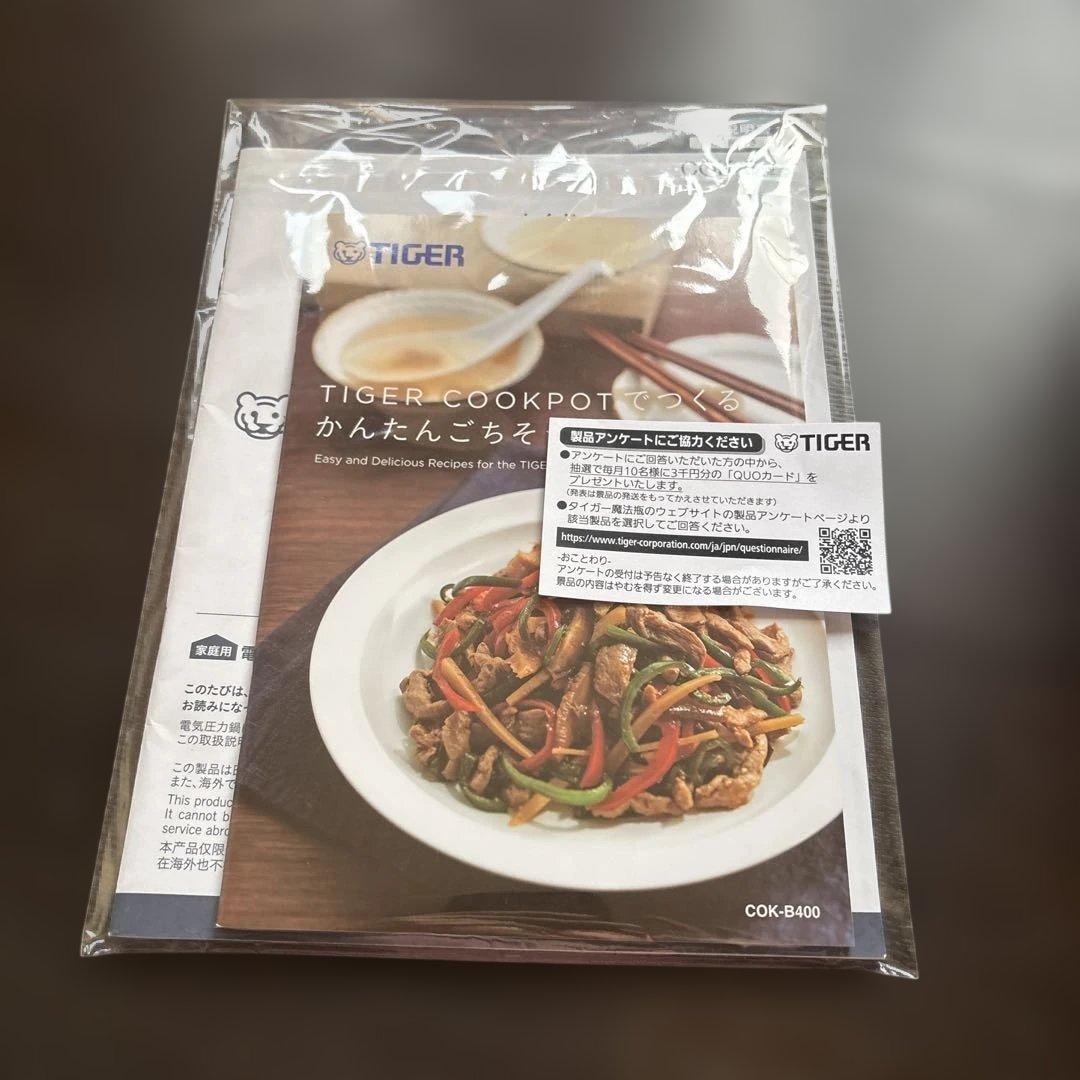 TIGER
TIGER COOKPOTでつくる
かんたんごちそ
Easy and Delicious Recipes for the TIGE
製品アンケートにご協力ください
TIGER
●アンケートにご回答いただいた方の中から、
抽選で毎月10名様に3千円分の「QUOカード」を
プレゼントいたします。
（発表は景品の発送をもってかえさせていただきます）
●タイガー魔法瓶のウェブサイトの製品アンケートページより
該当製品を選択してご回答ください。
https://www.tiger-corporation.com/ja/jpn/questionnaire/
-おことわり-
アンケートの受付は予告なく終了する場合がありますがご了承ください。
景品の内容はやむを得ず変更になる場合がございます。
家庭用
このたびは、
お読みになっ
電気圧力鍋
この取扱説明
この製品は日
また、海外で
This produc
It cannot b
service abro
本产品仅限
在海外也不
COK-B400